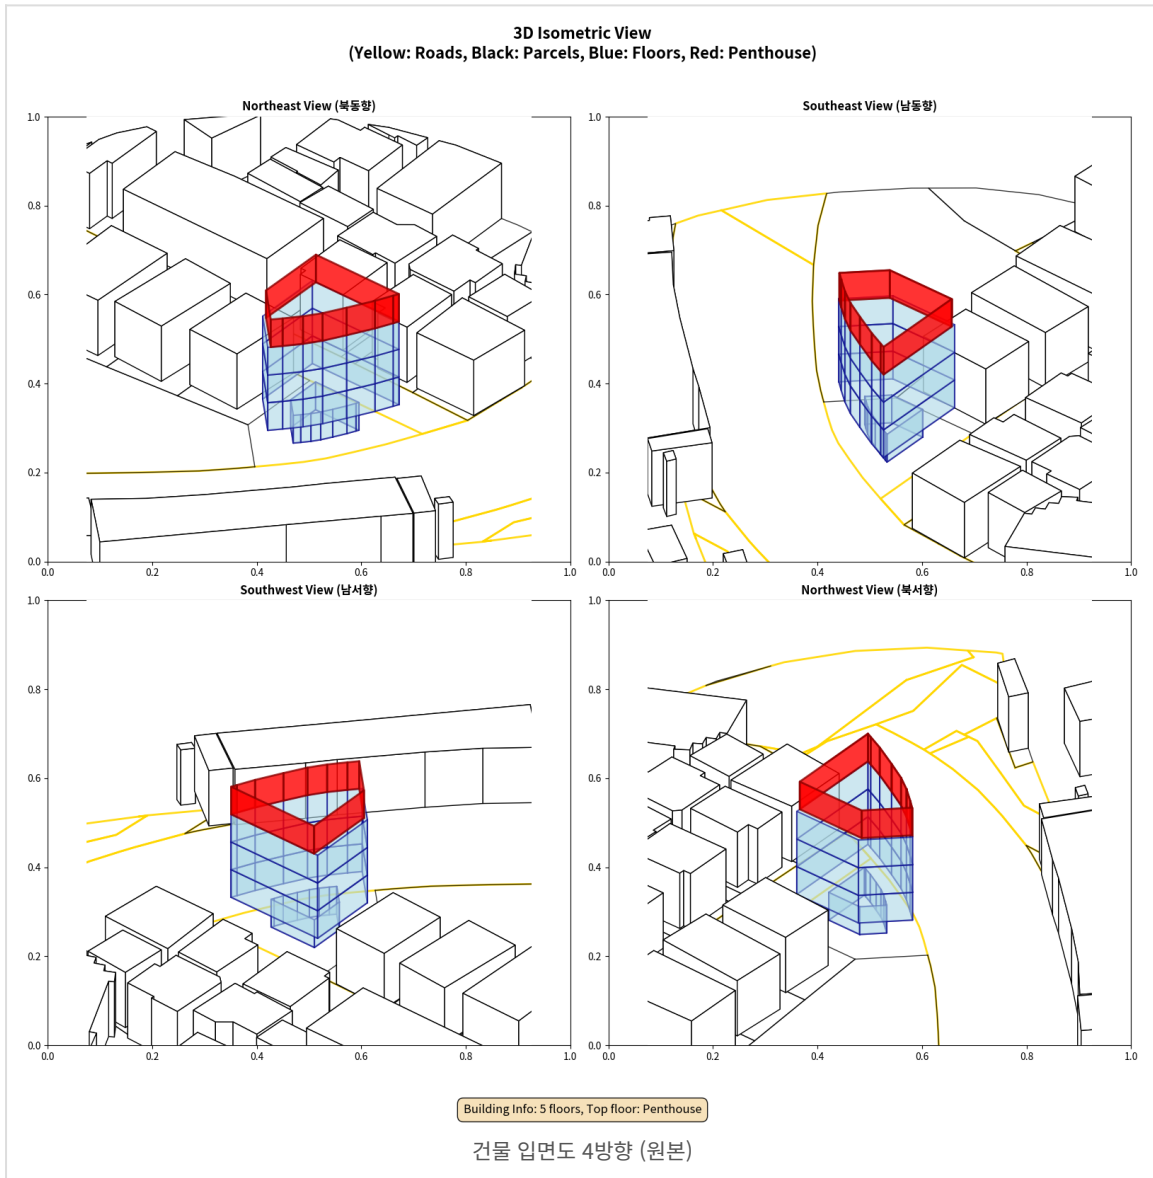 3D Isometric View
(Yellow: Roads, Black: Parcels, Blue: Floors, Red: Penthouse)
Northeast View (북동향)
1.0
0.8
0.6
0.4
0.2
0.0
0.0 0.2 0.4 0.6 0.8 1.0
Southeast View (남동향)
1.0
0.8
0.6
0.4
0.2
0.0
0.0 0.2 0.4 0.6 0.8 1.0
Southwest View (남서향)
1.0
0.8
0.6
0.4
0.2
0.0
0.0 0.2 0.4 0.6 0.8 1.0
Northwest View (북서향)
1.0
0.8
0.6
0.4
0.2
0.0
0.0 0.2 0.4 0.6 0.8 1.0
Building Info: 5 floors, Top floor: Penthouse
건물 입면도 4방향 (원본)